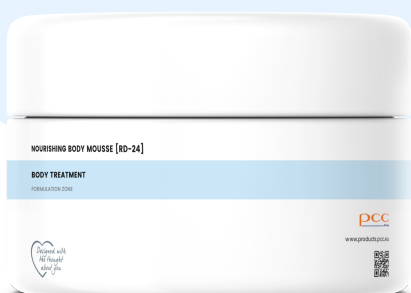 NOURISHING BODY MOUSSE [RD-24]
BODY TREATMENT
FORMULATION ZONE
pcc
www.products.pcc.eu
Designed with
the thought
about you